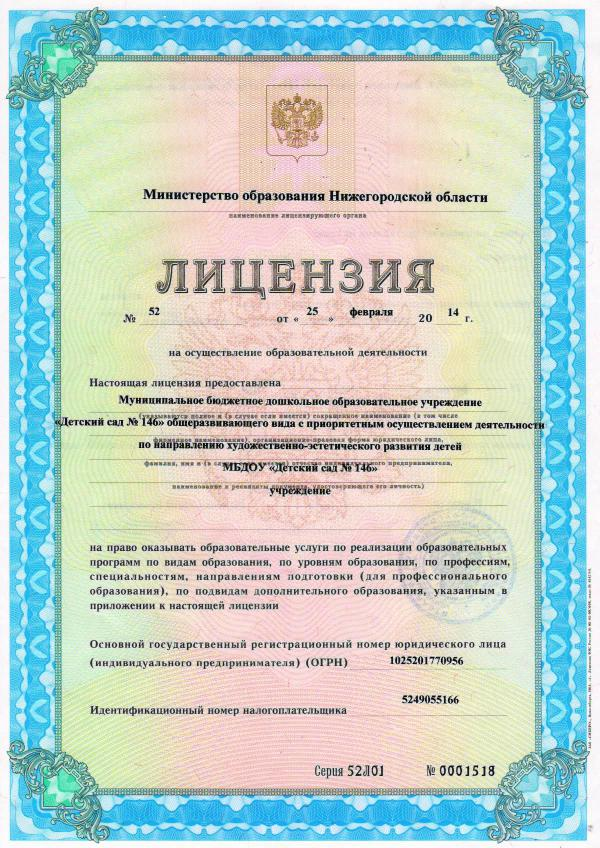 Министерство образования Нижегородской области
наименование лицензирующего органа
ЛИЦЕНЗИЯ
№ 52 от « 25 » февраля 20 14 г.
на осуществление образовательной деятельности
Настоящая лицензия предоставлена
Муниципальное бюджетное дошкольное образовательное учреждение
(указываются полное и (в случае если имеется) сокращенное наименование (в том числе
«Детский сад № 146» общеразвивающего вида с приоритетным осуществлением деятельности
фирменное наименование), организационно-правовая форма юридического лица,
по направлению художественно-эстетического развития детей
фамилия, имя и (в случае если имеется) отчество индивидуального предпринимателя,
МБДОУ «Детский сад № 146»
наименование и реквизиты документа, удостоверяющего его личность)
учреждение
на право оказывать образовательные услуги по реализации образовательных
программ по видам образования, по уровням образования, по профессиям,
специальностям, направлениям подготовки (для профессионального
образования), по подвидам дополнительного образования, указанным в
приложении к настоящей лицензии
Основной государственный регистрационный номер юридического лица
(индивидуального предпринимателя) (ОГРН) 1025201770956
5249055166
Идентификационный номер налогоплательщика
Серия 52Л01 № 0001518